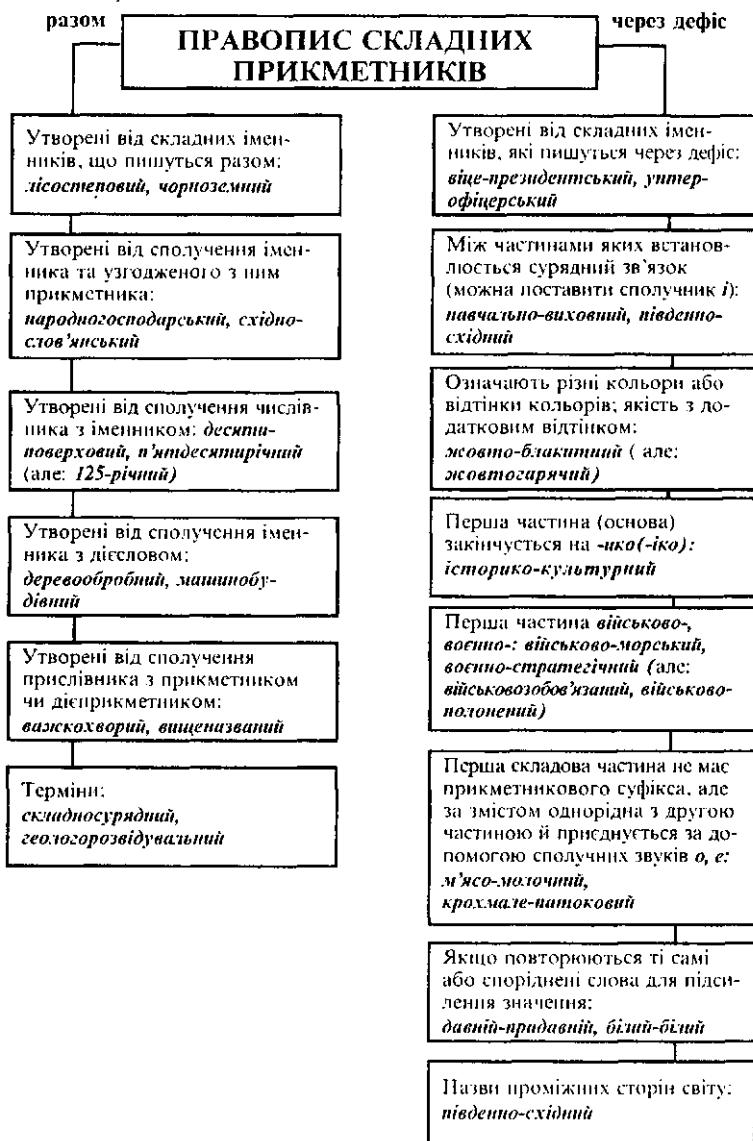 разом
через дефіс
ПРАВОПИС СКЛАДНИХ
ПРИКМЕТНИКІВ
Утворені від складних імен-
ників, що пишуться разом:
лісостеповий, чорноземний
Утворені від сполучення імен-
ника та узгодженого з ним
прикметника:
народногосподарський, східно-
слов'янський
Утворені від сполучення числів-
ника з іменником: десяти-
поверховий, п'ятдесятирічний
(але: 125-річний)
Утворені від сполучення імен-
ника з дієсловом:
деревообробний, машинобу-
дівний
Утворені від сполучення
прислівника з прикметником
чи дієприкметником:
важкохворий, вищеназваний
Терміни:
складносурядний,
геологорозвідувальний
Утворені від складних імен-
ників, які пишуться через дефіс:
віце-президентський, унтер-
офіцерський
Між частинами яких встанов-
люється сурядний зв'язок
(можна поставити сполучник і):
навчально-виховний, південно-
східний
Означають різні кольори або
відтінки кольорів; якість з до-
датковим відтінком:
жовто-блакитний ( але:
жовтогарячий)
Перша частина (основа)
закінчується на -ико(-іко):
історико-культурний
Перша частина військово-,
воєнно-: військово-морський,
воєнно-стратегічний (але:
військовозобов'язаний, військово-
полонений)
Перша складова частина не має
прикметникового суфікса, але
за змістом однорідна з другою
частиною й приєднується за до-
помогою сполучних звуків о, е:
м'ясо-молочний,
крохмале-патоковий
Якщо повторюються ті самі
або споріднені слова для підси-
лення значення:
давній-придавній, білий-білий
Назви проміжних сторін світу:
південно-східний